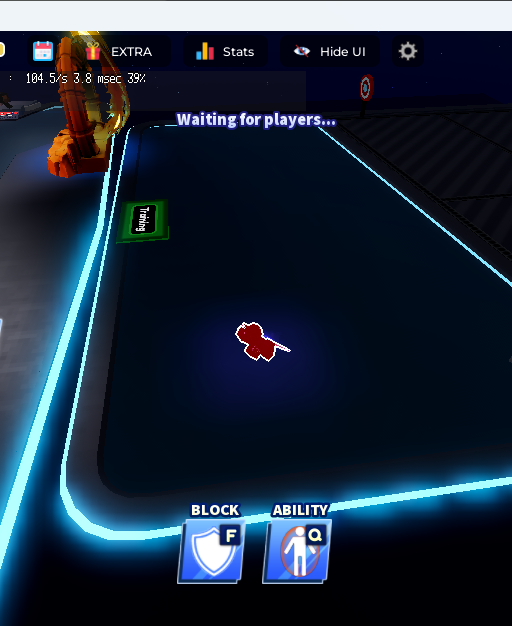 EXTRA
Stats
Hide UI
: 104.5/s 3.8 msec 39%
Waiting for players...
Training
BLOCK
ABILITY
F
Q